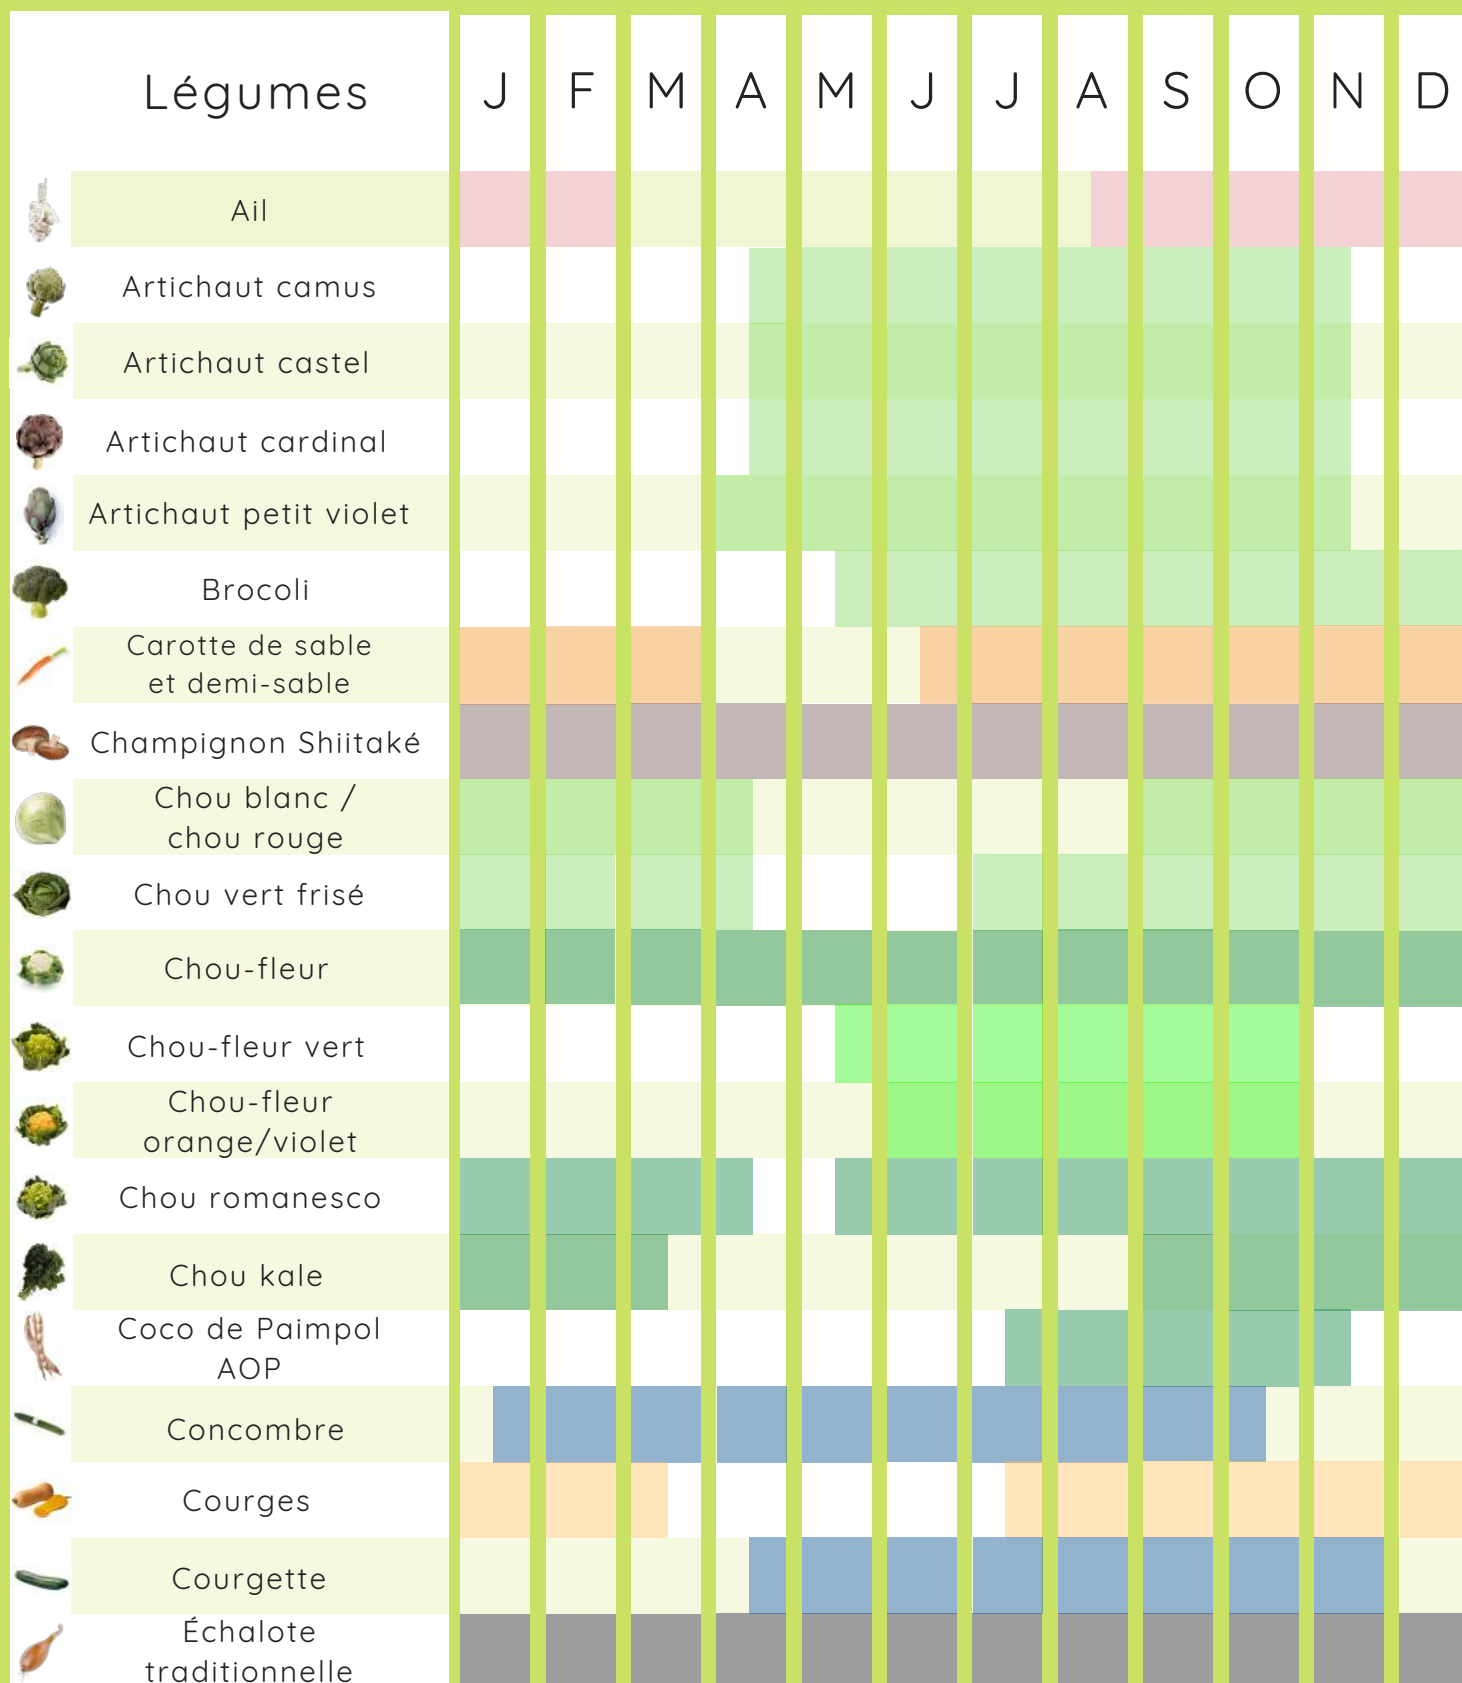 Légumes J F M A M J J A S O N D
Ail
Artichaut camus
Artichaut castel
Artichaut cardinal
Artichaut petit violet
Brocoli
Carotte de sable
et demi-sable
Champignon Shiitaké
Chou blanc /
chou rouge
Chou vert frisé
Chou-fleur
Chou-fleur vert
Chou-fleur
orange/violet
Chou romanesco
Chou kale
Coco de Paimpol
AOP
Concombre
Courges
Courgette
Échalote
traditionnelle